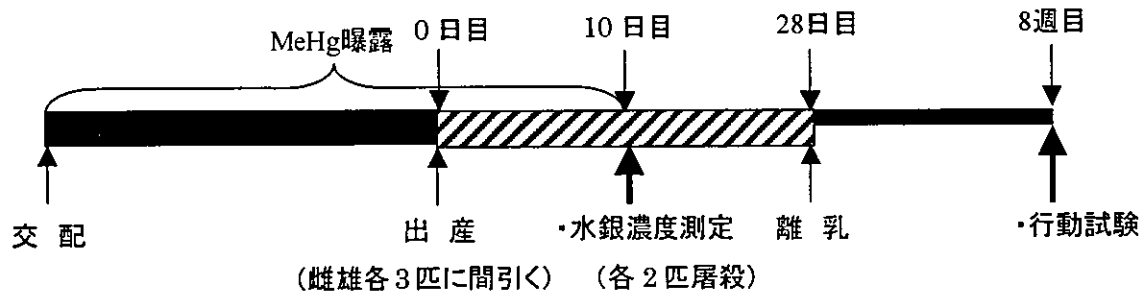 MeHg曝露 0日目 10日目 28日目 8週目
交 配 出 産 ・水銀濃度測定 離 乳 ・行動試験
(雌雄各3匹に間引く) (各2匹屠殺)